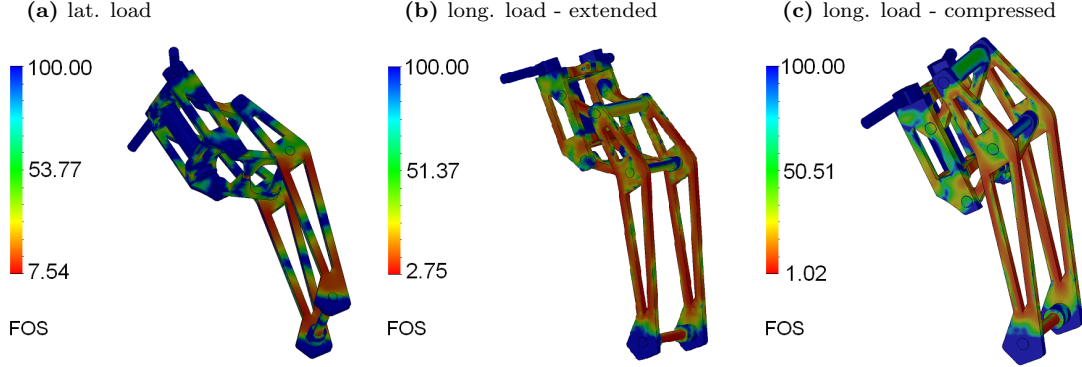 (a) lat. load
(b) long. load - extended
(c) long. load - compressed
100.00
53.77
7.54
FOS
100.00
51.37
2.75
FOS
100.00
50.51
1.02
FOS